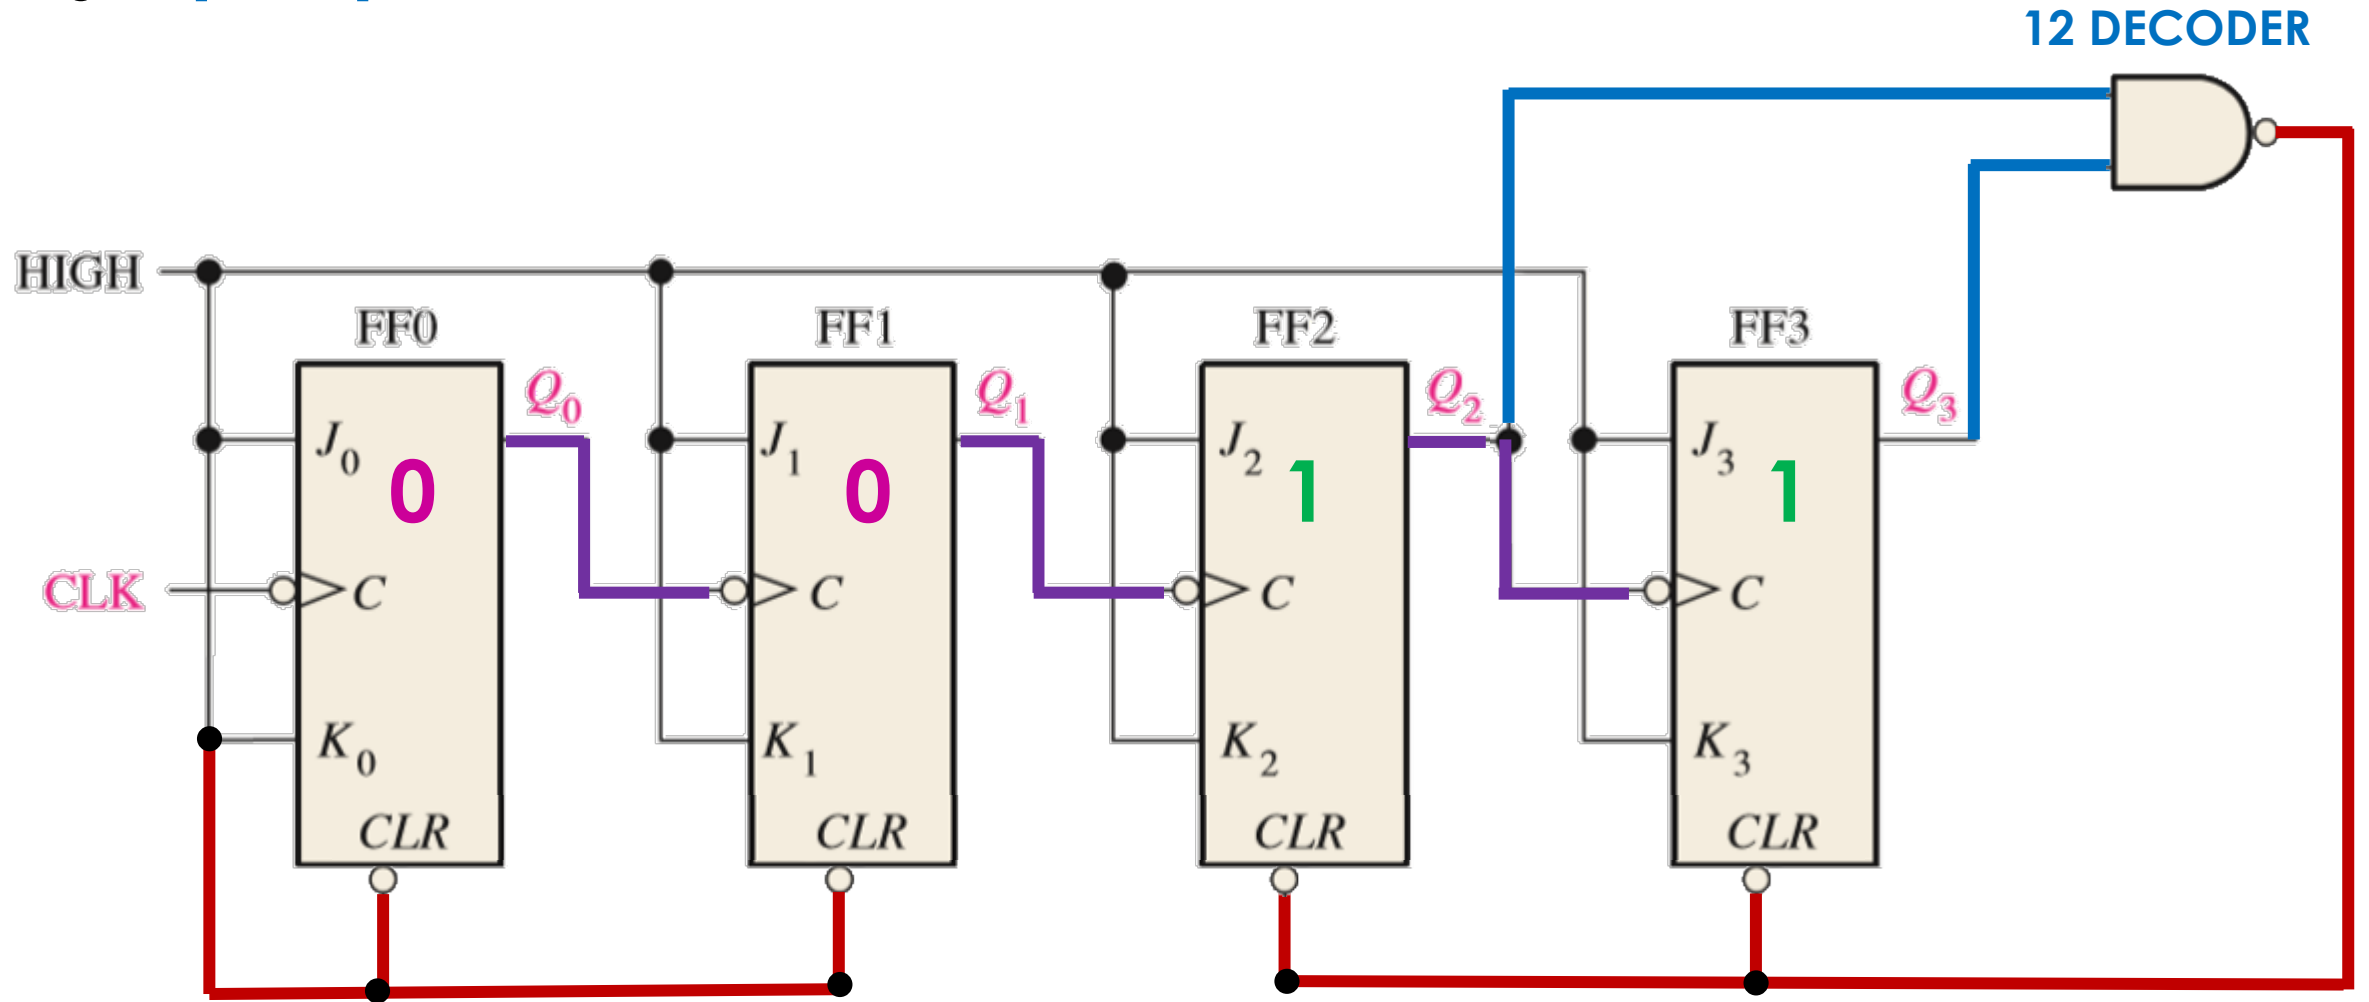 12 DECODER
HIGH
FF0 FF1 FF2 FF3
Q0 Q1 Q2 Q3
J0 J1 J2 J3
0 0 1 1
CLK C C C C
K0 K1 K2 K3
CLR CLR CLR CLR